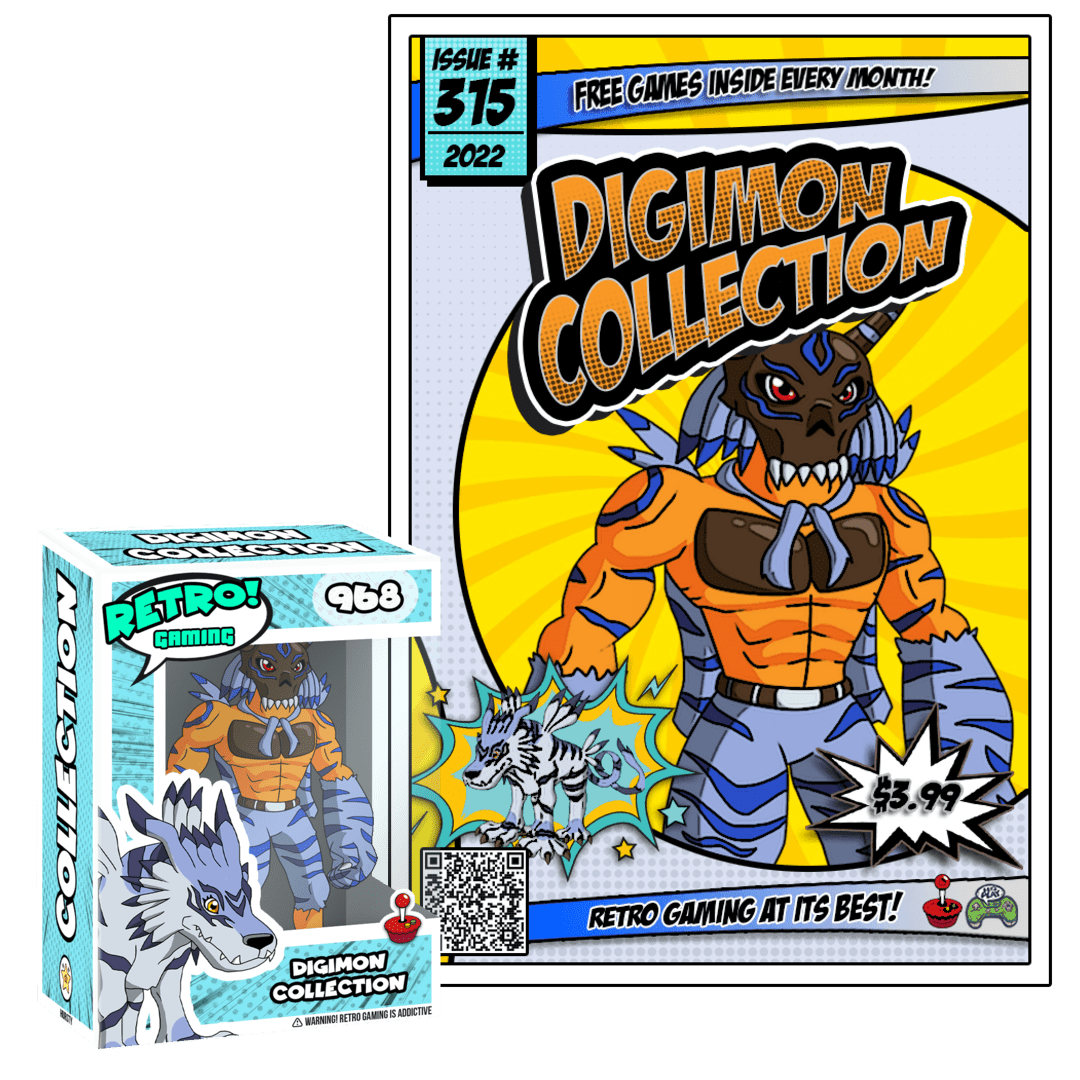 ISSUE #
315
2022
FREE GAMES INSIDE EVERY MONTH!
DIGIMON
COLLECTION
$3.99
RETRO GAMING AT ITS BEST!
DIGIMON
COLLECTION
COLLECTION
RETRO!
GAMING
968
DIGIMON
COLLECTION
⚠ WARNING! RETRO GAMING IS ADDICTIVE